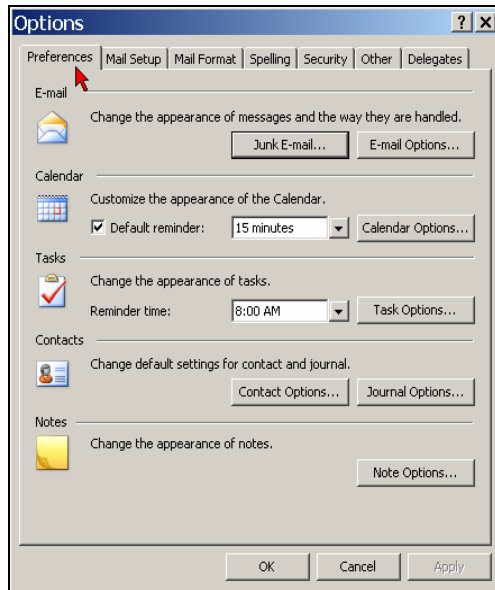 Options
? X
Preferences Mail Setup Mail Format Spelling Security Other Delegates
E-mail
Change the appearance of messages and the way they are handled.
Junk E-mail... E-mail Options...
Calendar
Customize the appearance of the Calendar.
Default reminder: 15 minutes Calendar Options...
Tasks
Change the appearance of tasks.
Reminder time: 8:00 AM Task Options...
Contacts
Change default settings for contact and journal.
Contact Options... Journal Options...
Notes
Change the appearance of notes.
Note Options...
OK Cancel Apply